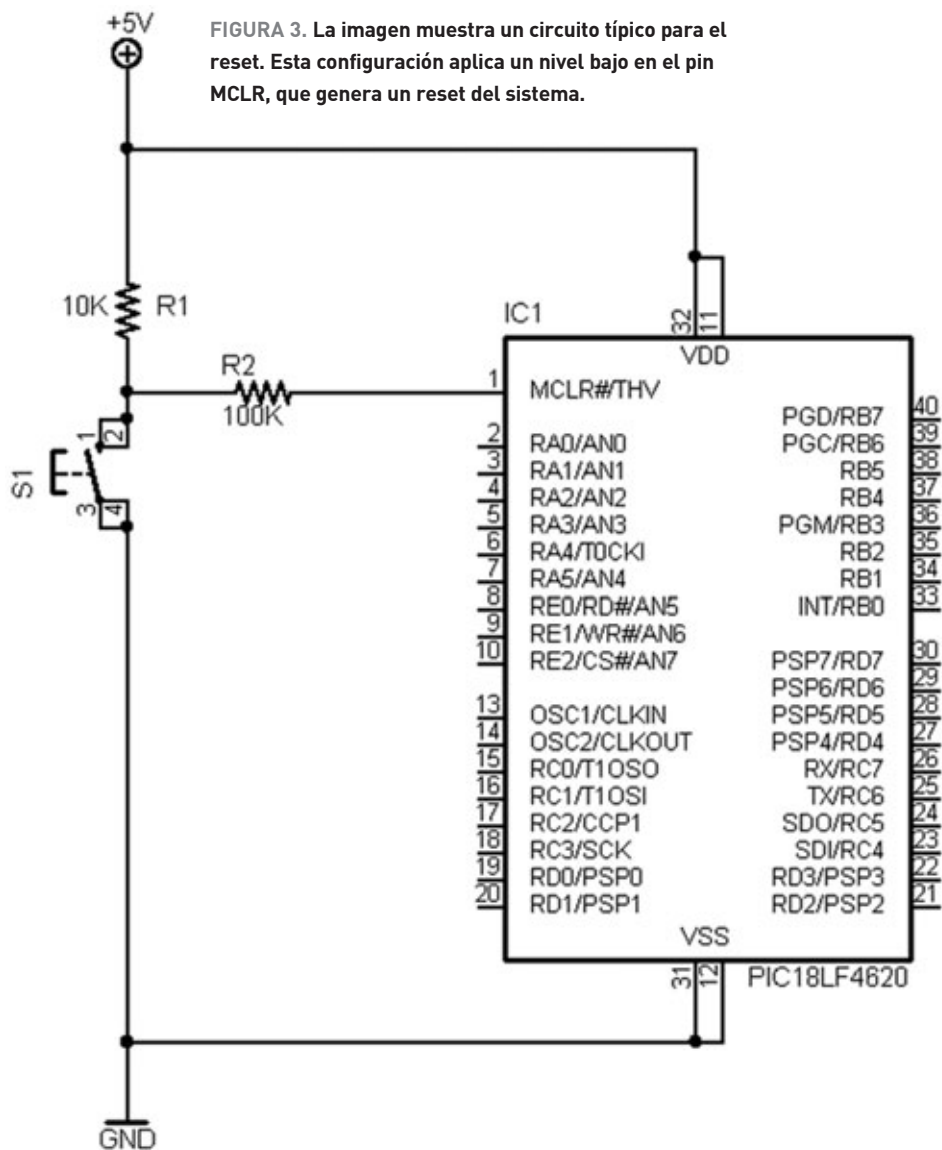 +5V
FIGURA 3. La imagen muestra un circuito típico para el
reset. Esta configuración aplica un nivel bajo en el pin
MCLR, que genera un reset del sistema.
10K R1
R2
100K
S1
1 2
3 4
IC1
32 11
VDD
1 MCLR#/THV
PGD/RB7 40
2 RA0/AN0 PGC/RB6 39
3 RA1/AN1 RB5 38
4 RA2/AN2 RB4 37
5 RA3/AN3 PGM/RB3 36
6 RA4/T0CKI RB2 35
7 RA5/AN4 RB1 34
8 RE0/RD#/AN5 INT/RB0 33
9 RE1/WR#/AN6
10 RE2/CS#/AN7 PSP7/RD7 30
PSP6/RD6 29
13 OSC1/CLKIN PSP5/RD5 28
14 OSC2/CLKOUT PSP4/RD4 27
15 RC0/T1OSO RX/RC7 26
16 RC1/T1OSI TX/RC6 25
17 RC2/CCP1 SDO/RC5 24
18 RC3/SCK SDI/RC4 23
19 RD0/PSP0 RD3/PSP3 22
20 RD1/PSP1 RD2/PSP2 21
VSS
31 12
PIC18LF4620
GND